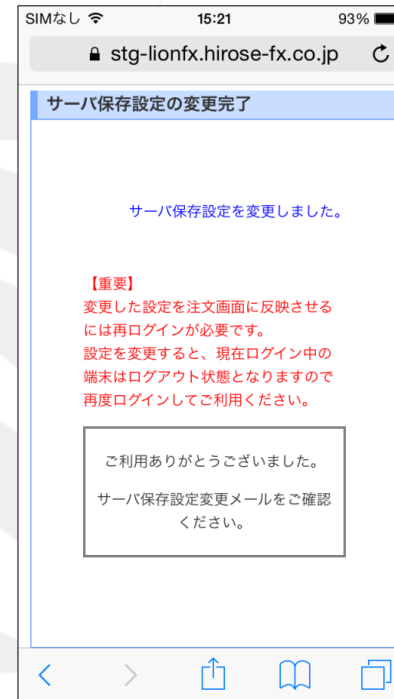 SIMなし 15:21 93%
stg-lionfx.hirose-fx.co.jp
サーバ保存設定の変更完了
サーバ保存設定を変更しました。
【重要】
変更した設定を注文画面に反映させる
には再ログインが必要です。
設定を変更すると、現在ログイン中の
端末はログアウト状態となりますので
再度ログインしてご利用ください。
ご利用ありがとうございました。
サーバ保存設定変更メールをご確認
ください。